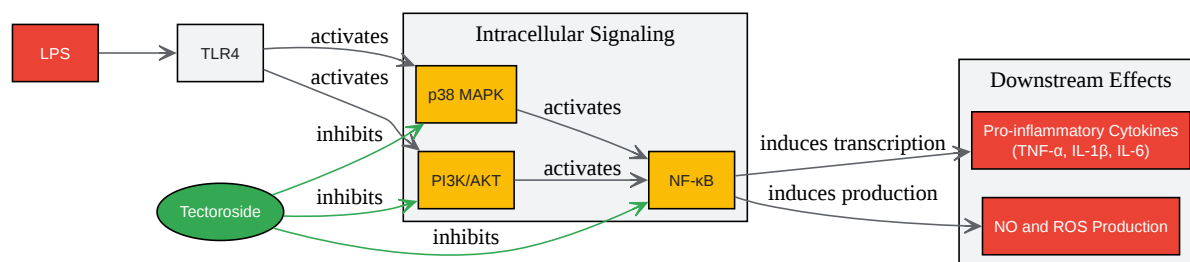 Intracellular Signaling
Downstream Effects
LPS
TLR4
activates
activates
p38 MAPK
activates
Pro-inflammatory Cytokines
(TNF-α, IL-1β, IL-6)
inhibits
induces transcription
PI3K/AKT
activates
NF-κB
inhibits
induces production
Tectoroside
NO and ROS Production
inhibits